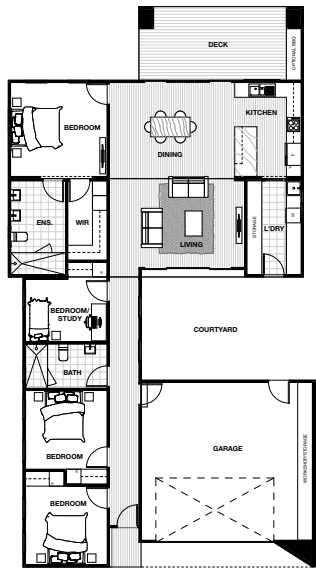 DECK
OPTIONAL BBQ
KITCHEN
BEDROOM
DINING
ENS.
WIR
STORAGE
L'DRY
LIVING
BEDROOM/
STUDY
COURTYARD
BATH
GARAGE
WORKSHOP/STORAGE
BEDROOM
BEDROOM